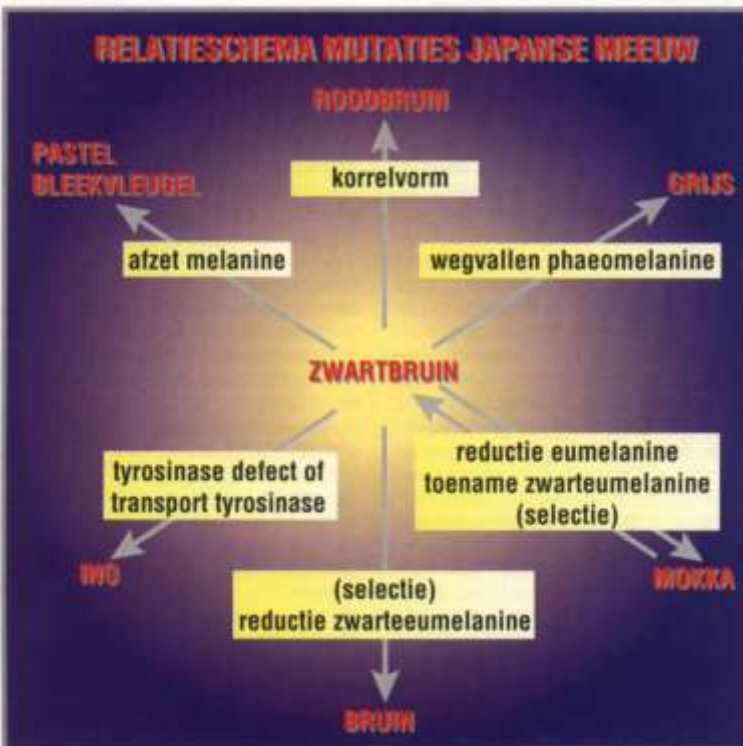 RELATIESCHEMA MUTATIES JAPANSE MEEUW
ROODBRUIN
PASTEL
BLEEKVLEUGEL
GRIJS
korrelvorm
afzet melanine
wegvallen phaeomelanine
ZWARTBRUIN
reductie eumelanine
toename zwarteumelanine
(selectie)
tyrosinase defect of
transport tyrosinase
INO
MOKKA
(selectie)
reductie zwarteeumelanine
BRUIN